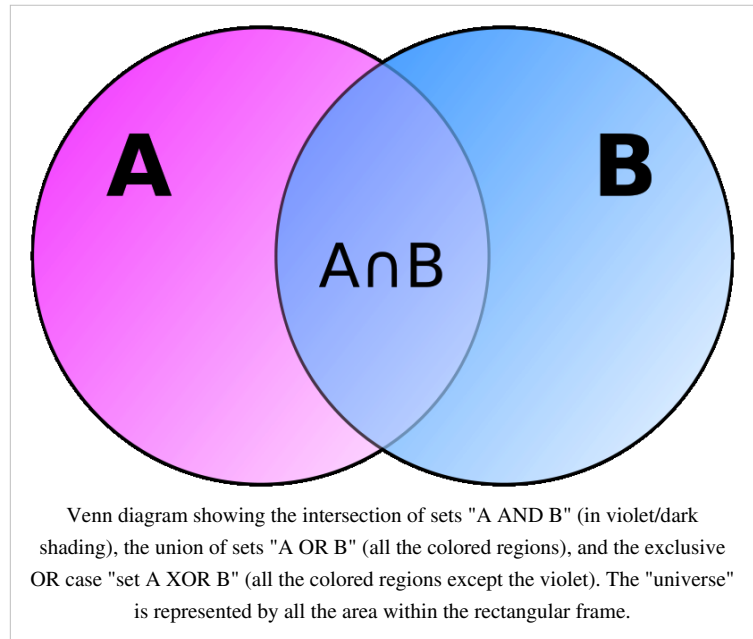 A
B
A∩B
Venn diagram showing the intersection of sets "A AND B" (in violet/dark
shading), the union of sets "A OR B" (all the colored regions), and the exclusive
OR case "set A XOR B" (all the colored regions except the violet). The "universe"
is represented by all the area within the rectangular frame.